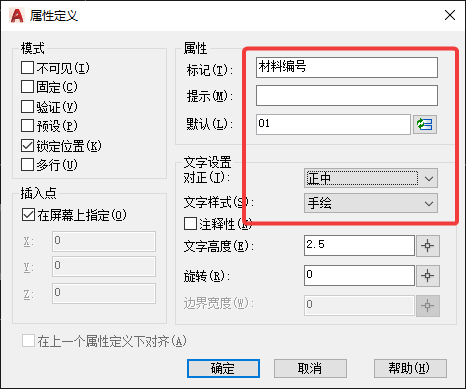 属性定义
模式
不可见(I)
固定(C)
验证(V)
预设(P)
锁定位置(K)
多行(U)
插入点
在屏幕上指定(O)
X: 0
Y: 0
Z: 0
属性
标记(T): 材料编号
提示(M):
默认(L): 01
文字设置
对正(J): 正中
文字样式(S): 手绘
注释性(N)
文字高度(E): 2.5
旋转(R): 0
边界宽度(W): 0
在上一个属性定义下对齐(A)
确定 取消 帮助(H)